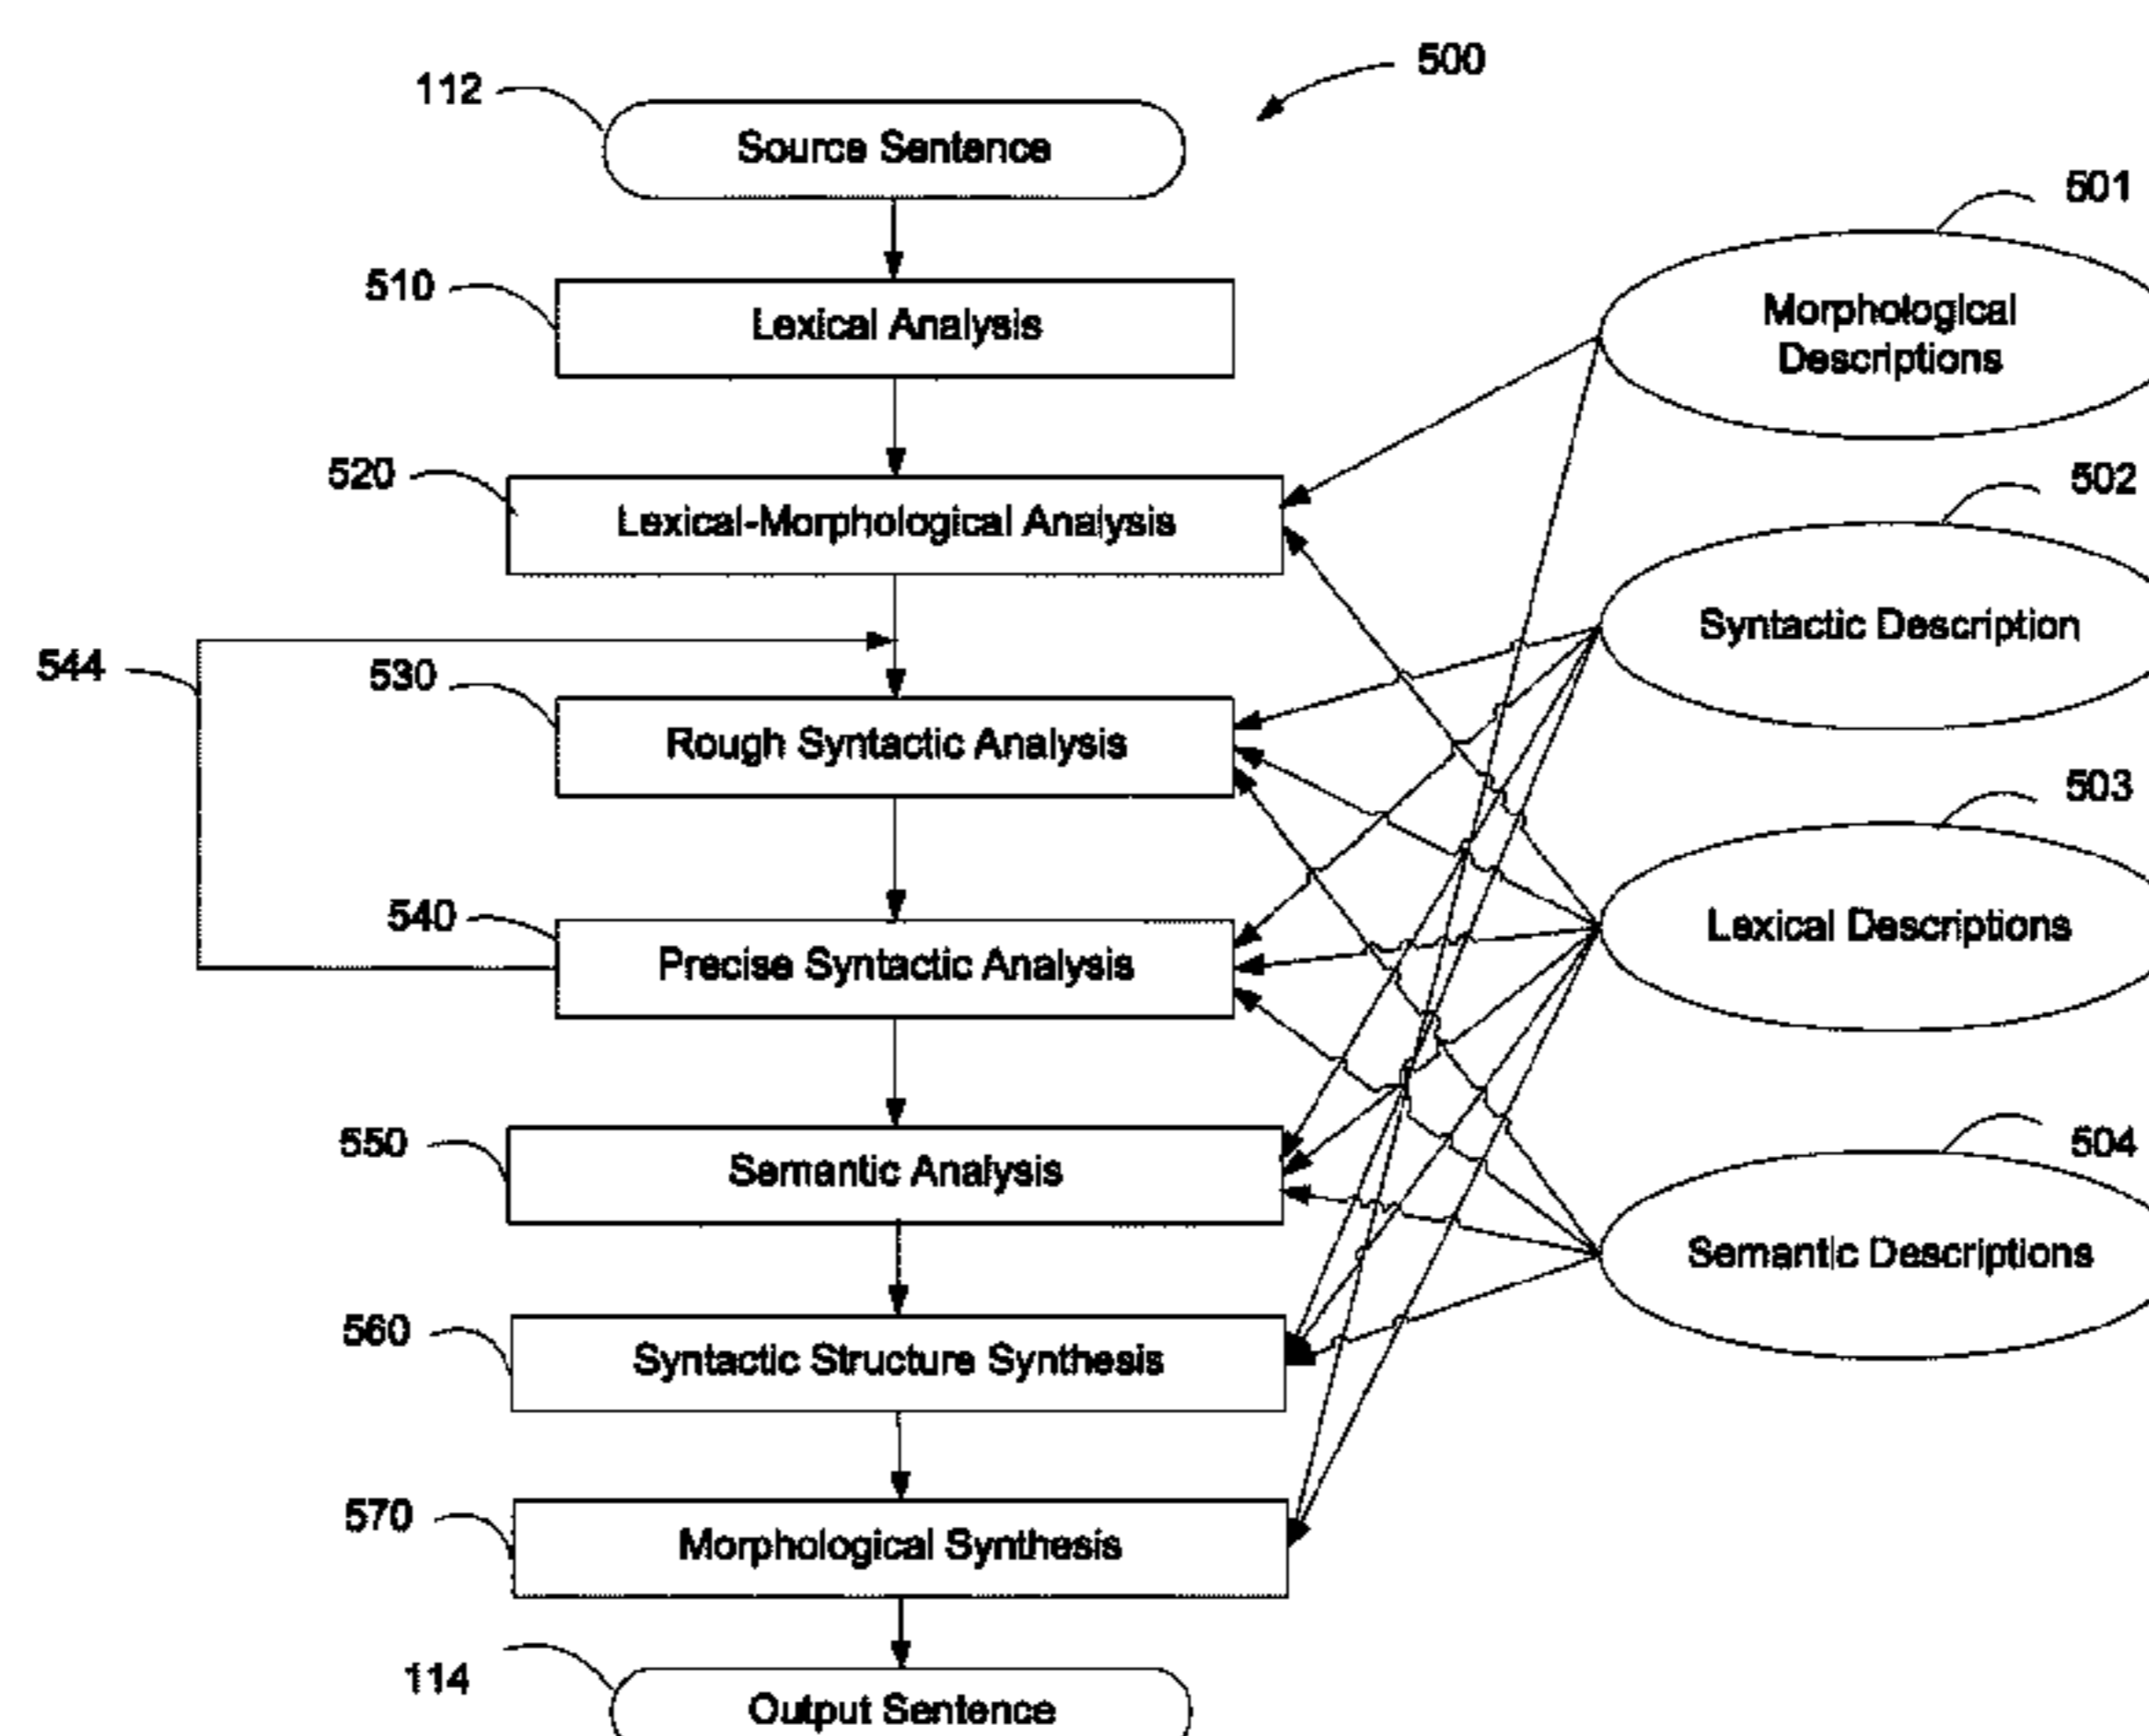 500
112
Source Sentence
501
510
Lexical Analysis
Morphological
Descriptions
520
Lexical-Morphological Analysis
502
Syntactic Description
544
530
Rough Syntactic Analysis
503
540
Precise Syntactic Analysis
Lexical Descriptions
550
Semantic Analysis
504
Semantic Descriptions
560
Syntactic Structure Synthesis
570
Morphological Synthesis
114
Output Sentence